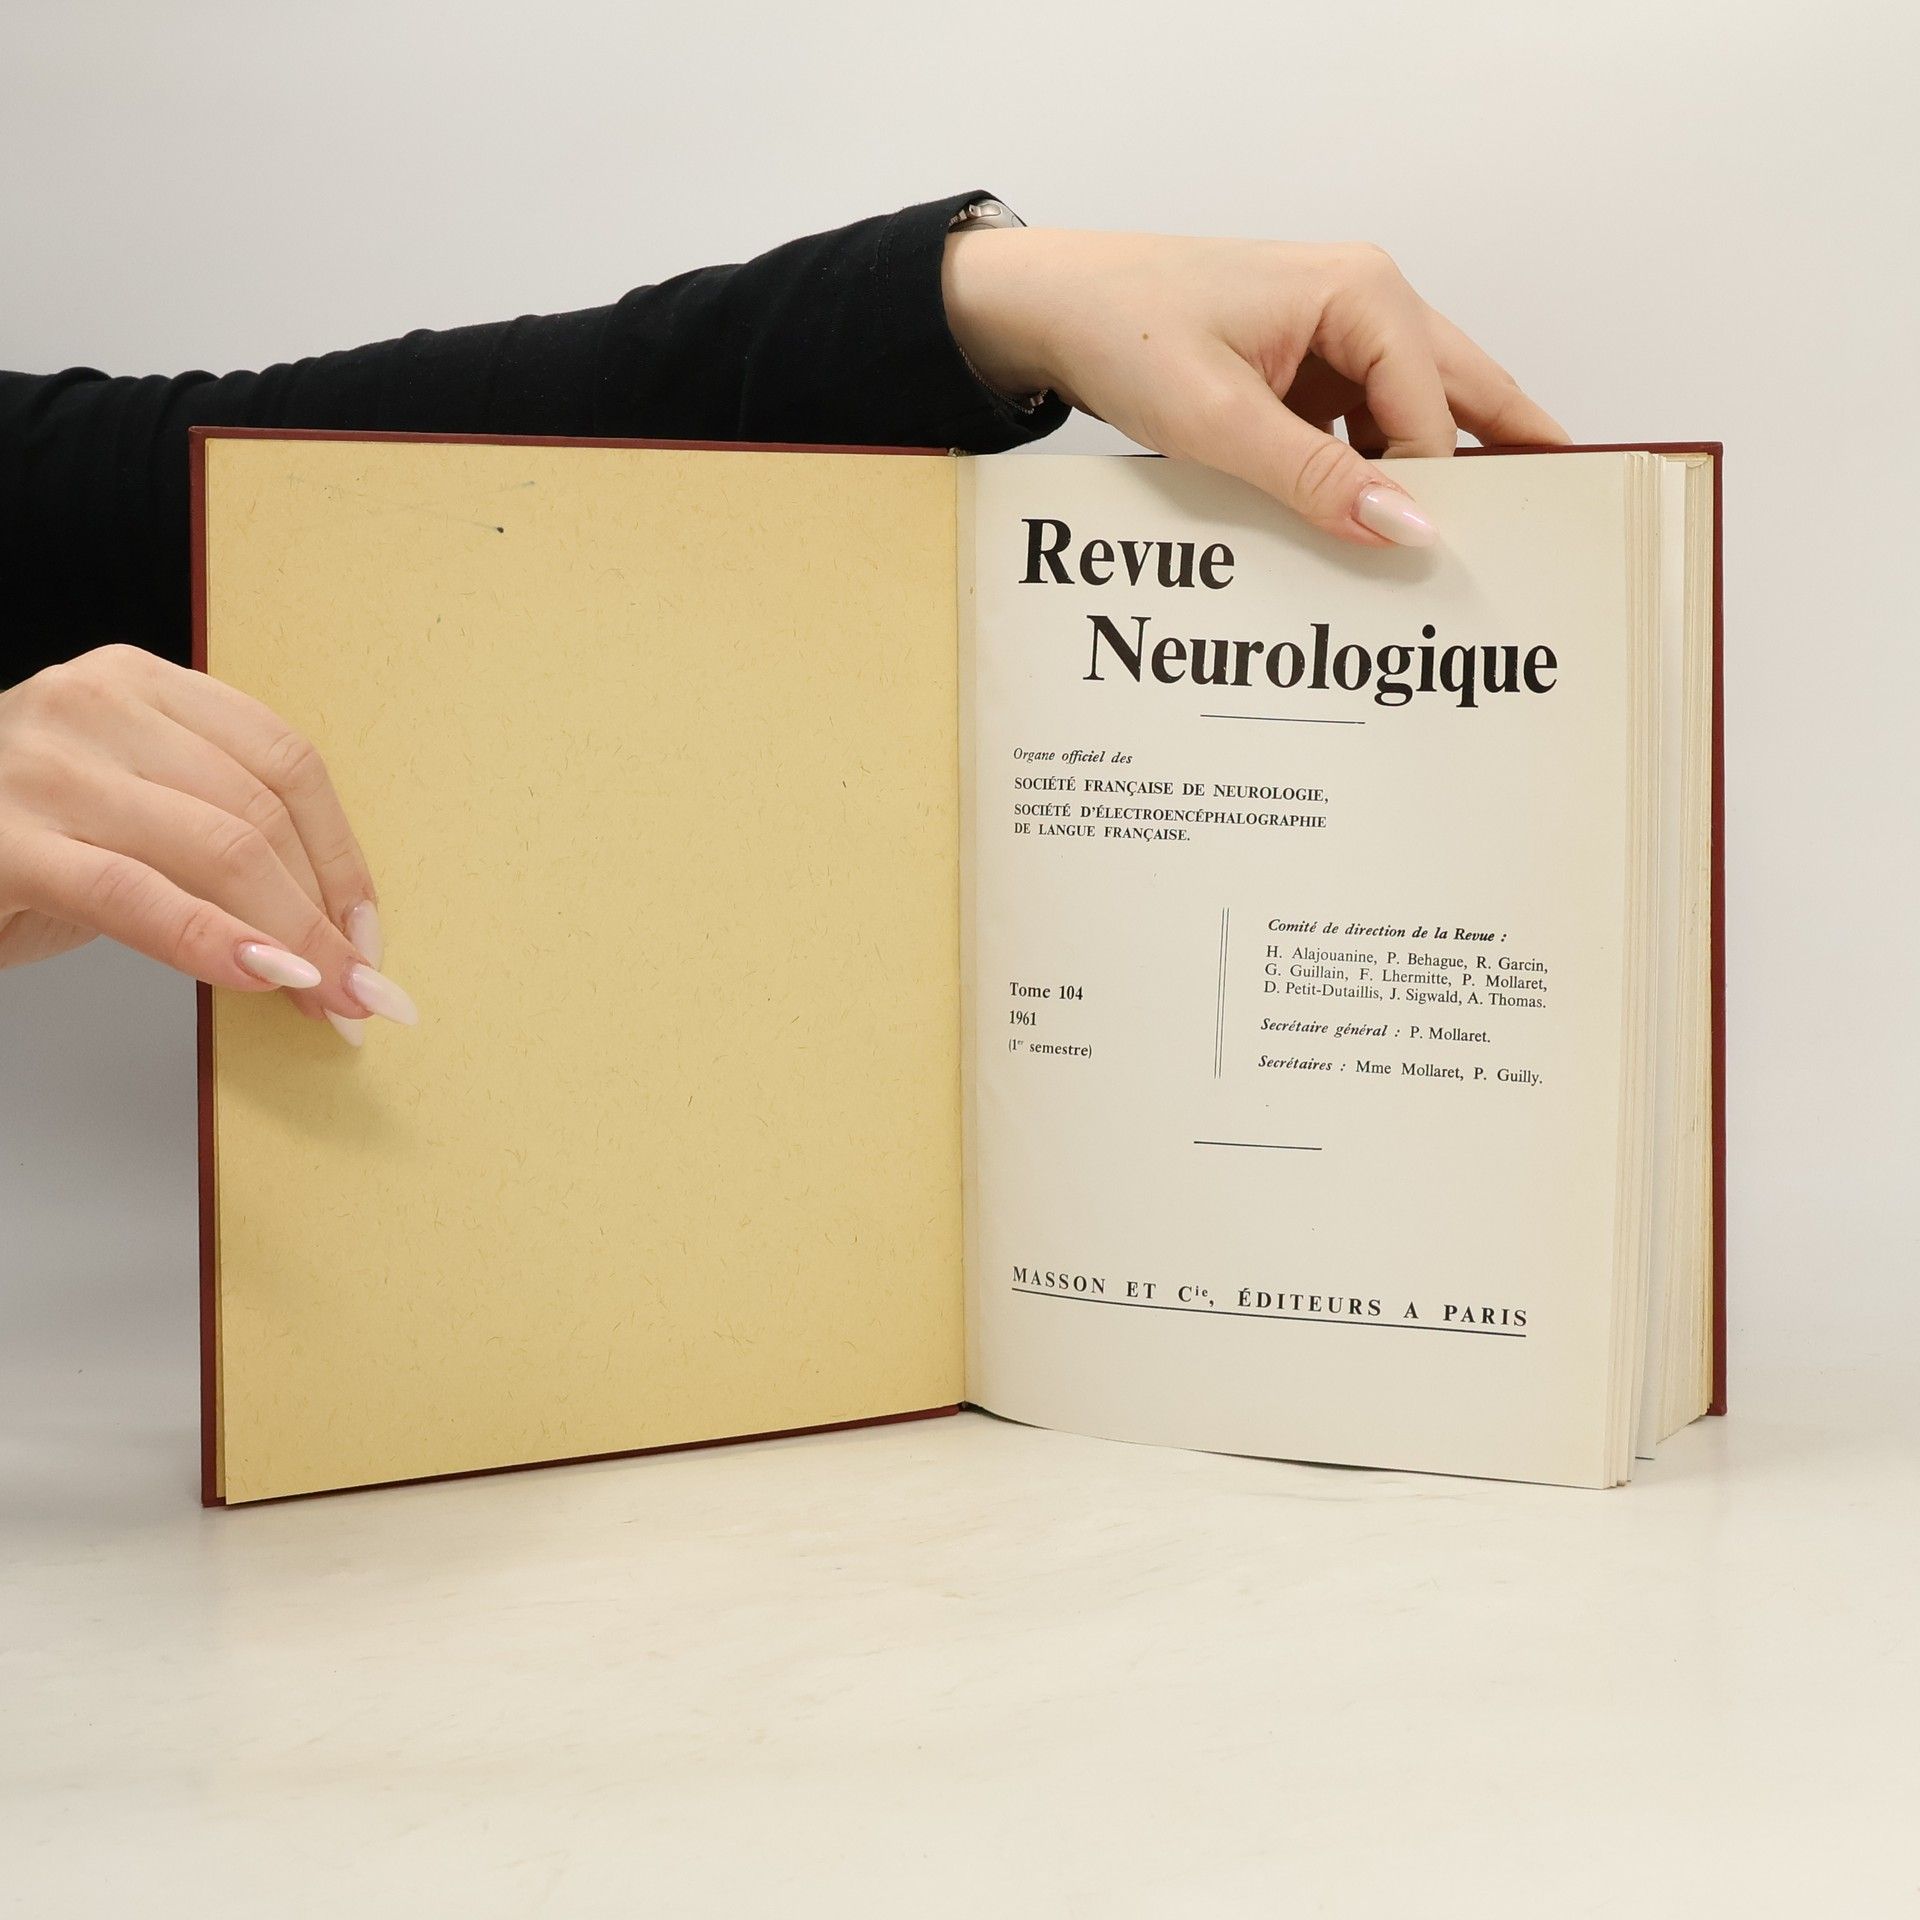 Revue
Neurologique
Organe officiel des
SOCIÉTÉ FRANÇAISE DE NEUROLOGIE,
SOCIÉTÉ D'ÉLECTROENCÉPHALOGRAPHIE
DE LANGUE FRANÇAISE.
Tome 104
1961
(1er semestre)
Comité de direction de la Revue :
H. Alajouanine, P. Behague, R. Garcin,
G. Guillain, F. Lhermitte, P. Mollaret,
D. Petit-Dutaillis, J. Sigwald, A. Thomas.
Secrétaire général : P. Mollaret.
Secrétaires : Mme Mollaret, P. Guilly.
MASSON ET Cie, ÉDITEURS A PARIS